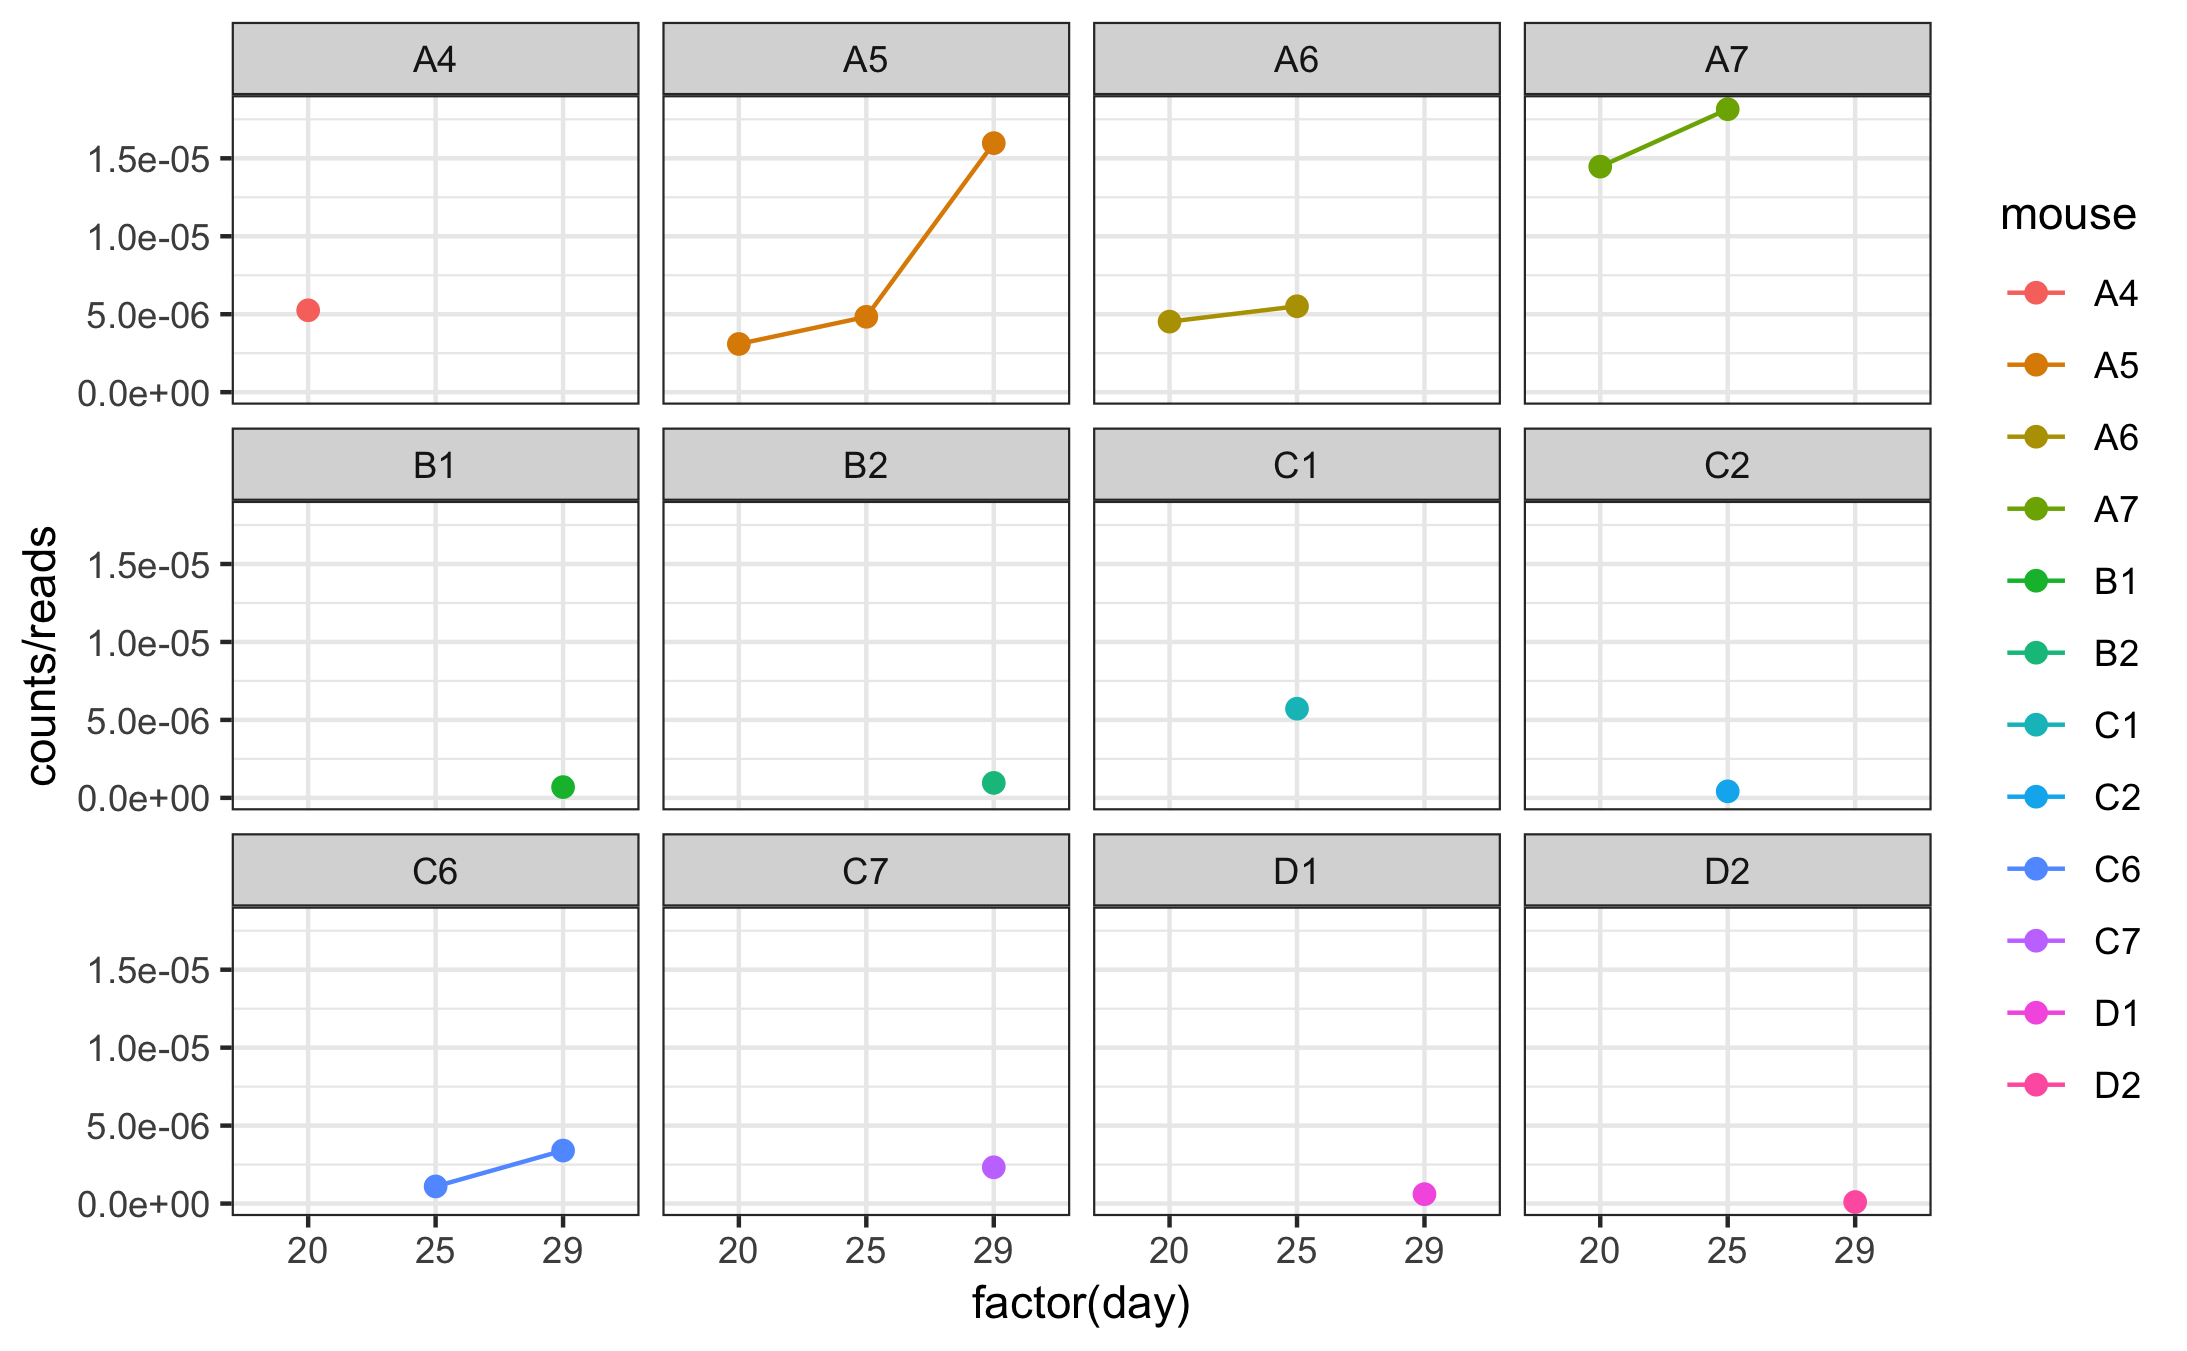 A4 A5 A6 A7
1.5e-05
1.0e-05
5.0e-06
0.0e+00
B1 B2 C1 C2
1.5e-05
1.0e-05
5.0e-06
0.0e+00
C6 C7 D1 D2
1.5e-05
1.0e-05
5.0e-06
0.0e+00
20 25 29 20 25 29 20 25 29 20 25 29
factor(day)
counts/reads
mouse
A4
A5
A6
A7
B1
B2
C1
C2
C6
C7
D1
D2